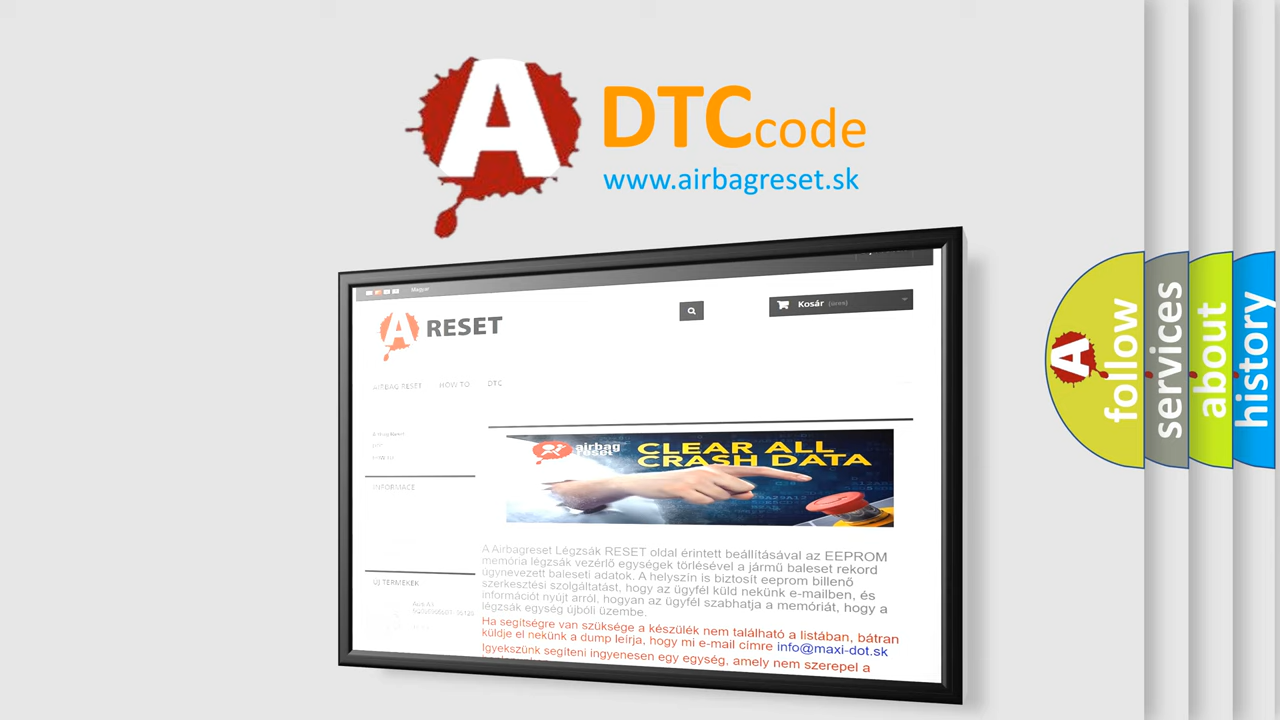 A DTCcode
www.airbagreset.sk
Magyar
A RESET
Kosár (üres)
AIRBAG RESET HOW TO DTC
INFORMACE
airbag
reset
CLEAR ALL
CRASH DATA
A Airbagreset Légzsák RESET oldal érintett beállításával az EEPROM
memória légzsák vezérlő egységek törlésével a jármű baleset rekord
úgynevezett baleseti adatok. A helyszín is biztosít eeprom billenő
szerkesztési szolgáltatást, hogy az ügyfél küld nekünk e-mailben, és
információt nyújt arról, hogyan az ügyfél szabhatja a memóriát, hogy a
légzsák egység újbóli üzembe.
Ha segítségre van szüksége a készülék nem található a listában, bátran
küldje el nekünk a dump leírja, hogy mi e-mail címre info@maxi-dot.sk
Igyekszünk segíteni ingyenesen egy egység, amely nem szerepel a
ÚJ TERMÉKEK
A
follow
services
about
history